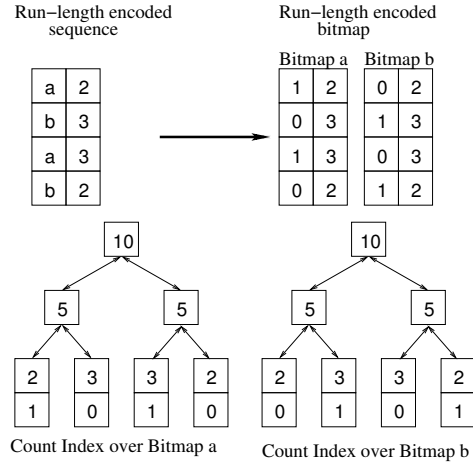 Run−length encoded
sequence
Run−length encoded
bitmap
Bitmap a
Bitmap b
a 2
b 3
a 3
b 2
1 2
0 3
1 3
0 2
0 2
1 3
0 3
1 2
10
5 5
2 3 3 2
1 0 1 0
Count Index over Bitmap a
10
5 5
2 3 3 2
0 1 0 1
Count Index over Bitmap b